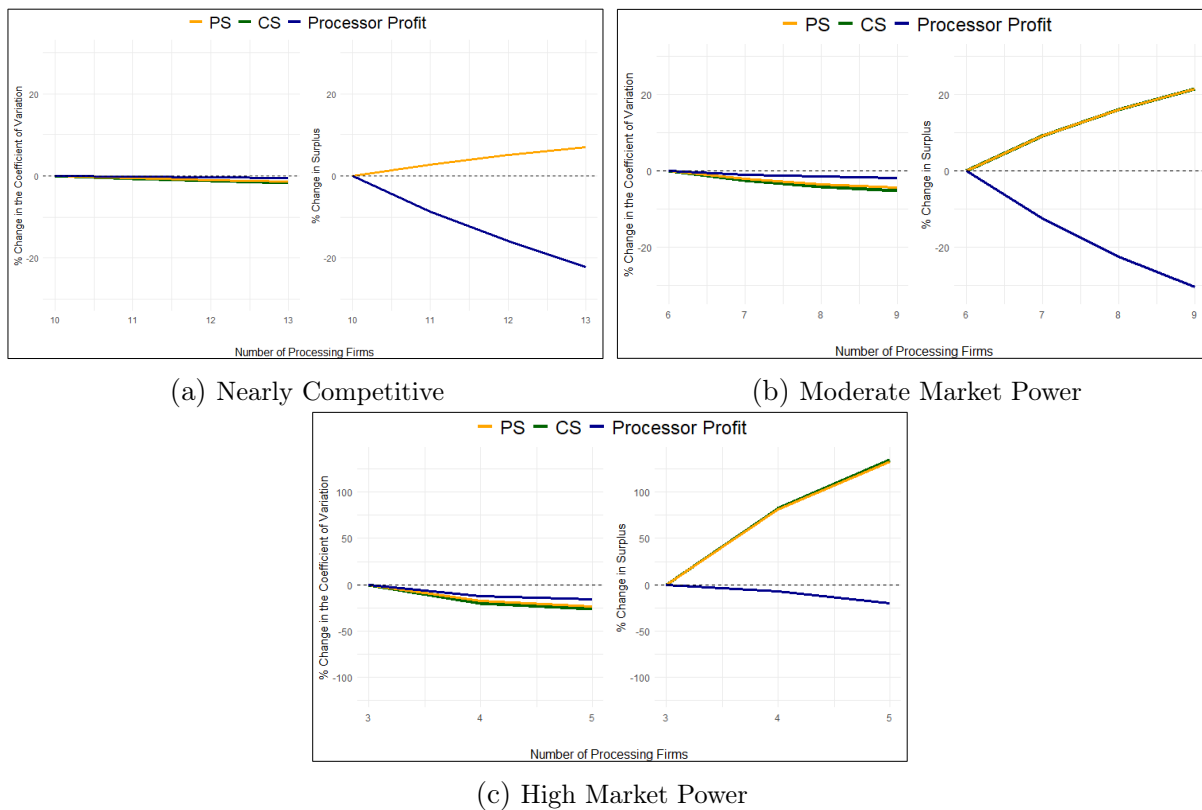 PS CS Processor Profit
% Change in the Coefficient of Variation
20
0
-20
10 11 12 13
% Change in Surplus
20
0
-20
10 11 12 13
Number of Processing Firms
(a) Nearly Competitive
PS CS Processor Profit
% Change in the Coefficient of Variation
20
0
-20
6 7 8 9
% Change in Surplus
20
0
-20
6 7 8 9
Number of Processing Firms
(b) Moderate Market Power
PS CS Processor Profit
% Change in the Coefficient of Variation
100
50
0
-50
-100
3 4 5
% Change in Surplus
100
50
0
-50
-100
3 4 5
Number of Processing Firms
(c) High Market Power